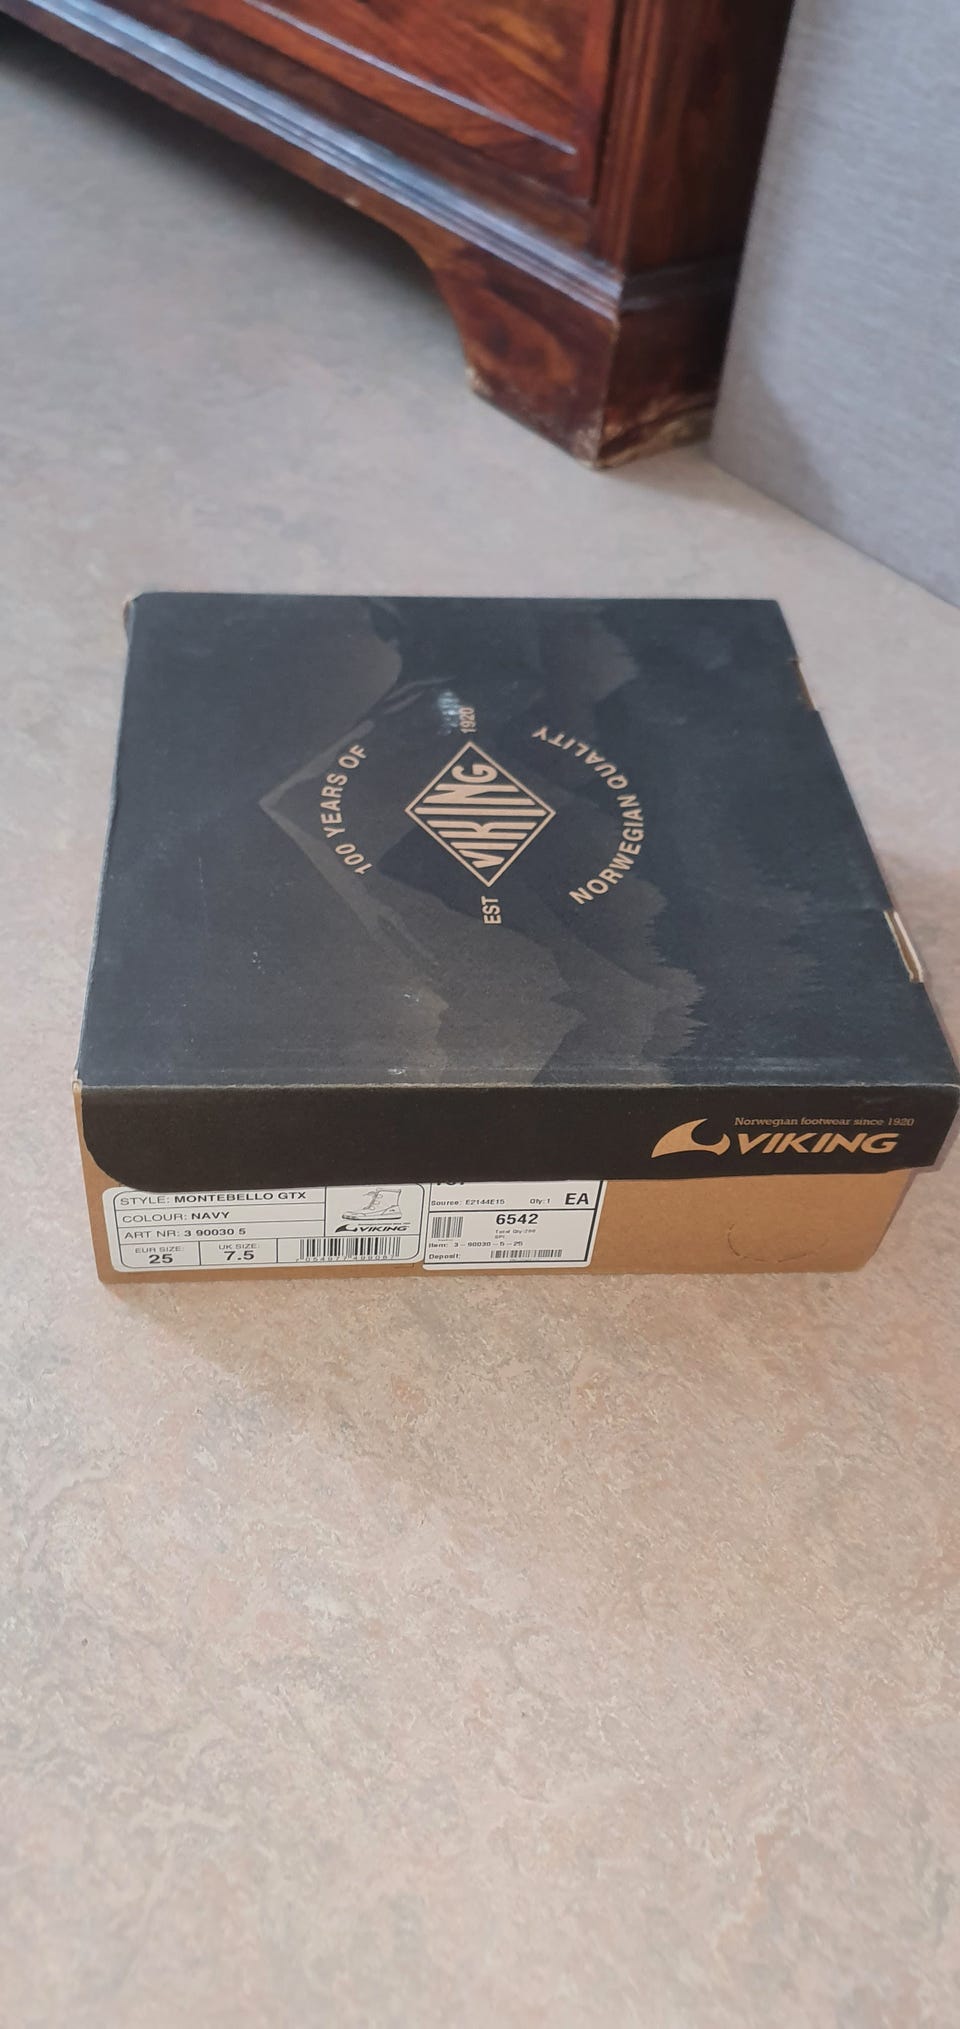 100 YEARS OF
EST
VIKING
1920
NORWEGIAN QUALITY
Norwegian footwear since 1920
VIKING
STYLE: MONTEBELLO GTX
COLOUR: NAVY
ART NR: 3 90030 5
EUR SIZE:
25
UK SIZE:
7.5
VIKING
Source: E2144E15
Qty: 1
EA
6542
Total Qty:
Item: 3-90030-5-25
Deposit: